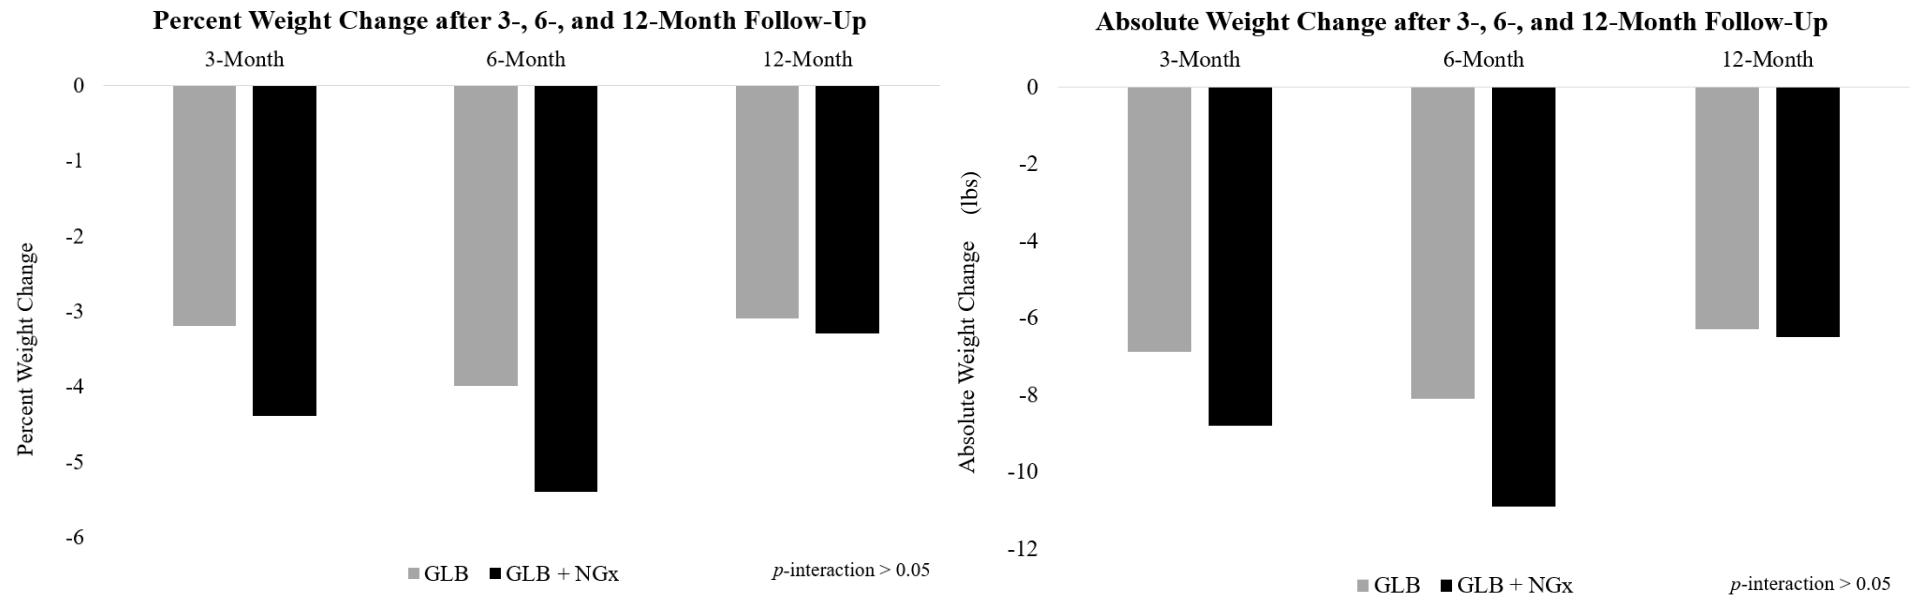 Percent Weight Change after 3-, 6-, and 12-Month Follow-Up
3-Month
6-Month
12-Month
0
-1
-2
-3
-4
-5
-6
Percent Weight Change
GLB
GLB + NGx
p-interaction > 0.05
Absolute Weight Change after 3-, 6-, and 12-Month Follow-Up
3-Month
6-Month
12-Month
0
-2
-4
-6
-8
-10
-12
Absolute Weight Change (lbs)
GLB
GLB + NGx
p-interaction > 0.05